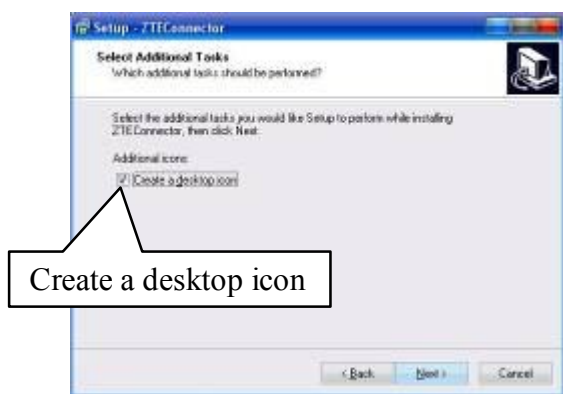 Setup - ZTEConnector
Select Additional Tasks
Which additional tasks should be performed?
Select the additional tasks you would like Setup to perform while installing
ZTEConnector, then click Next.
Additional icons:
Create a desktop icon
Create a desktop icon
< Back
Next >
Cancel